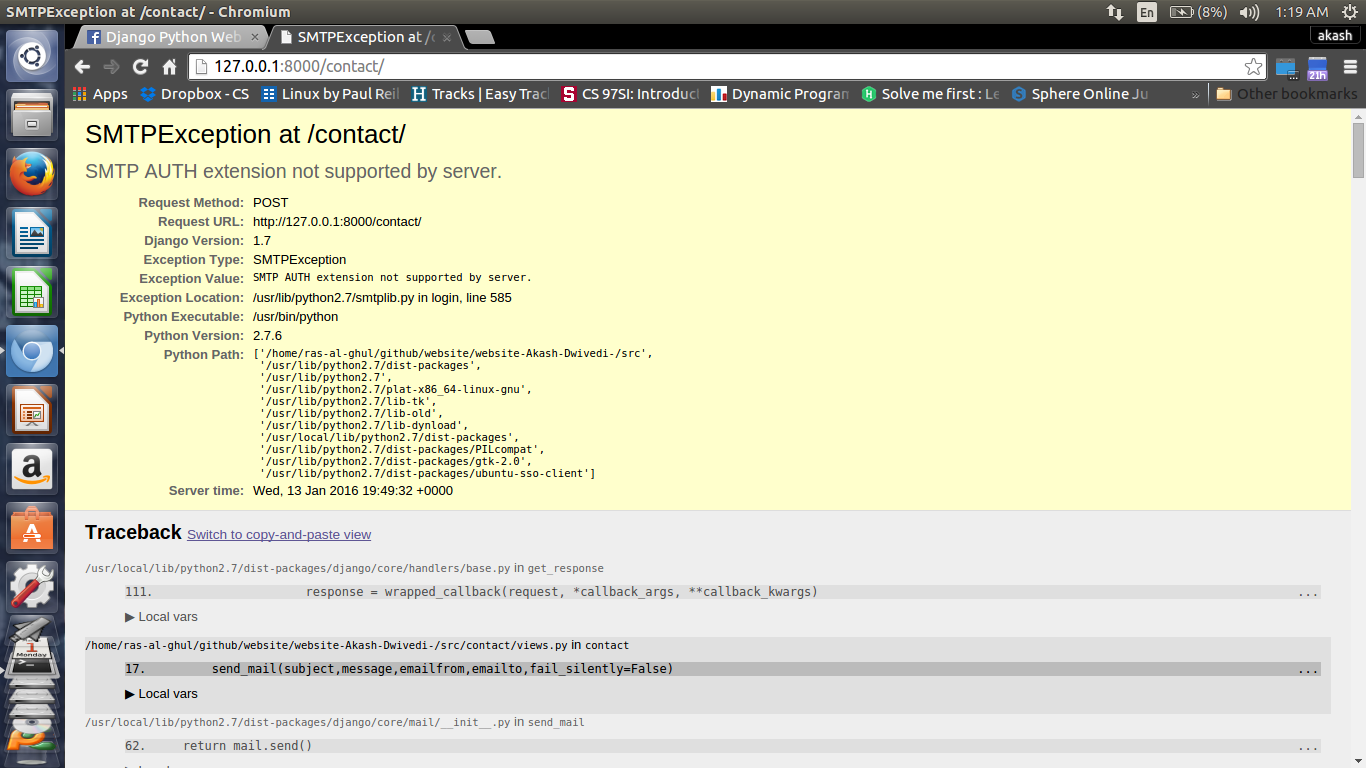 SMTPException at /contact/ - Chromium
En (8%) 1:19 AM
Django Python Web SMTPException at /c akash
127.0.0.1:8000/contact/
21h
Apps Dropbox - CS Linux by Paul Reil Tracks | Easy Trac CS 97SI: Introduc Dynamic Program Solve me first : Le Sphere Online Ju » Other bookmarks
SMTPException at /contact/
SMTP AUTH extension not supported by server.
Request Method: POST
Request URL: http://127.0.0.1:8000/contact/
Django Version: 1.7
Exception Type: SMTPException
Exception Value: SMTP AUTH extension not supported by server.
Exception Location: /usr/lib/python2.7/smtplib.py in login, line 585
Python Executable: /usr/bin/python
Python Version: 2.7.6
Python Path: ['/home/ras-al-ghul/github/website/website-Akash-Dwivedi-/src',
'/usr/lib/python2.7/dist-packages',
'/usr/lib/python2.7',
'/usr/lib/python2.7/plat-x86_64-linux-gnu',
'/usr/lib/python2.7/lib-tk',
'/usr/lib/python2.7/lib-old',
'/usr/lib/python2.7/lib-dynload',
'/usr/local/lib/python2.7/dist-packages',
'/usr/lib/python2.7/dist-packages/PILcompat',
'/usr/lib/python2.7/dist-packages/gtk-2.0',
'/usr/lib/python2.7/dist-packages/ubuntu-sso-client']
Server time: Wed, 13 Jan 2016 19:49:32 +0000
Traceback Switch to copy-and-paste view
/usr/local/lib/python2.7/dist-packages/django/core/handlers/base.py in get_response
111. response = wrapped_callback(request, *callback_args, **callback_kwargs) ...
▶ Local vars
/home/ras-al-ghul/github/website/website-Akash-Dwivedi-/src/contact/views.py in contact
17. send_mail(subject,message,emailfrom,emailto,fail_silently=False) ...
▶ Local vars
/usr/local/lib/python2.7/dist-packages/django/core/mail/__init__.py in send_mail
62. return mail.send() ...
1
Monday